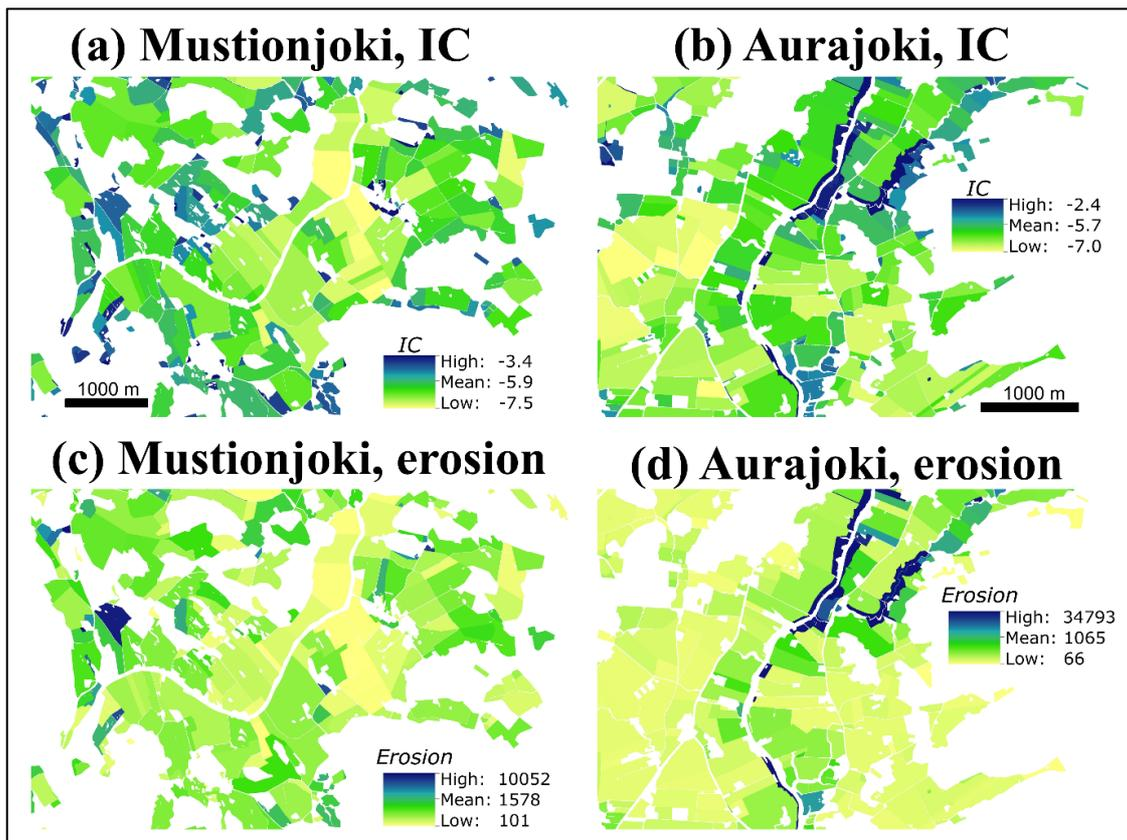 (a) Mustionjoki, IC
(b) Aurajoki, IC
IC
High: -3.4
Mean: -5.9
Low: -7.5
1000 m
IC
High: -2.4
Mean: -5.7
Low: -7.0
1000 m
(c) Mustionjoki, erosion
(d) Aurajoki, erosion
Erosion
High: 10052
Mean: 1578
Low: 101
Erosion
High: 34793
Mean: 1065
Low: 66